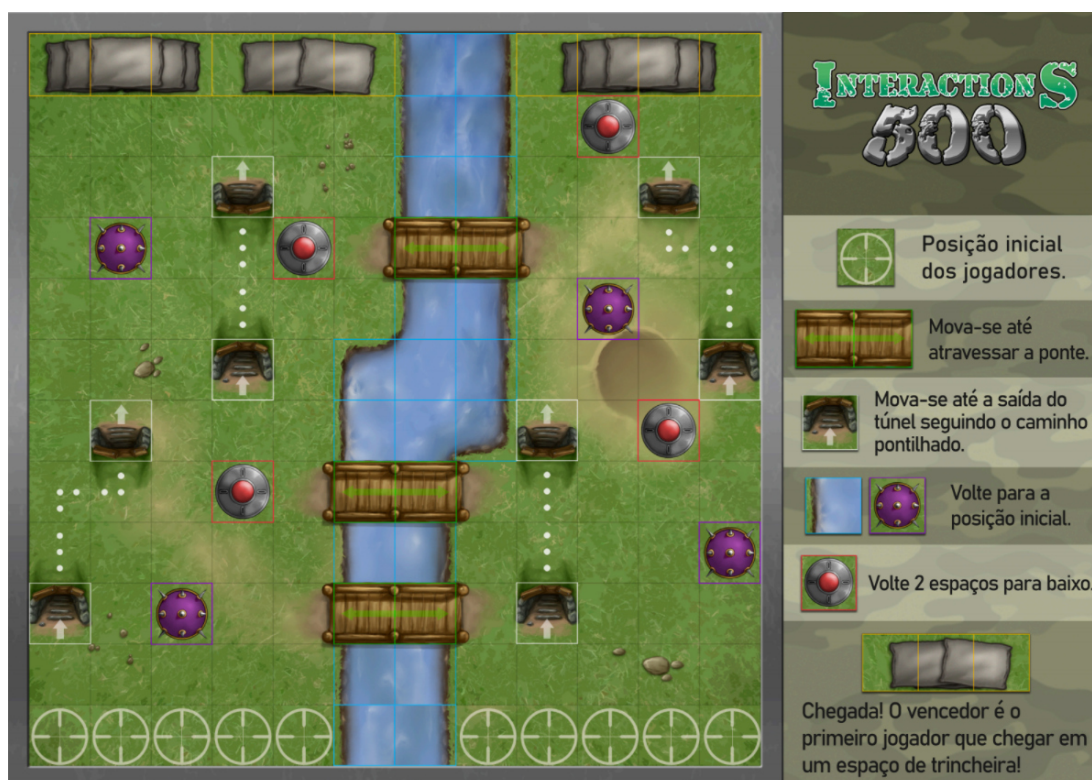 INTERACTIONS
500
Posição inicial
dos jogadores.
Mova-se até
atravessar a ponte.
Mova-se até a saída do
túnel seguindo o caminho
pontilhado.
Volte para a
posição inicial.
Volte 2 espaços para baixo.
Chegada! O vencedor é o
primeiro jogador que chegar em
um espaço de trincheira!